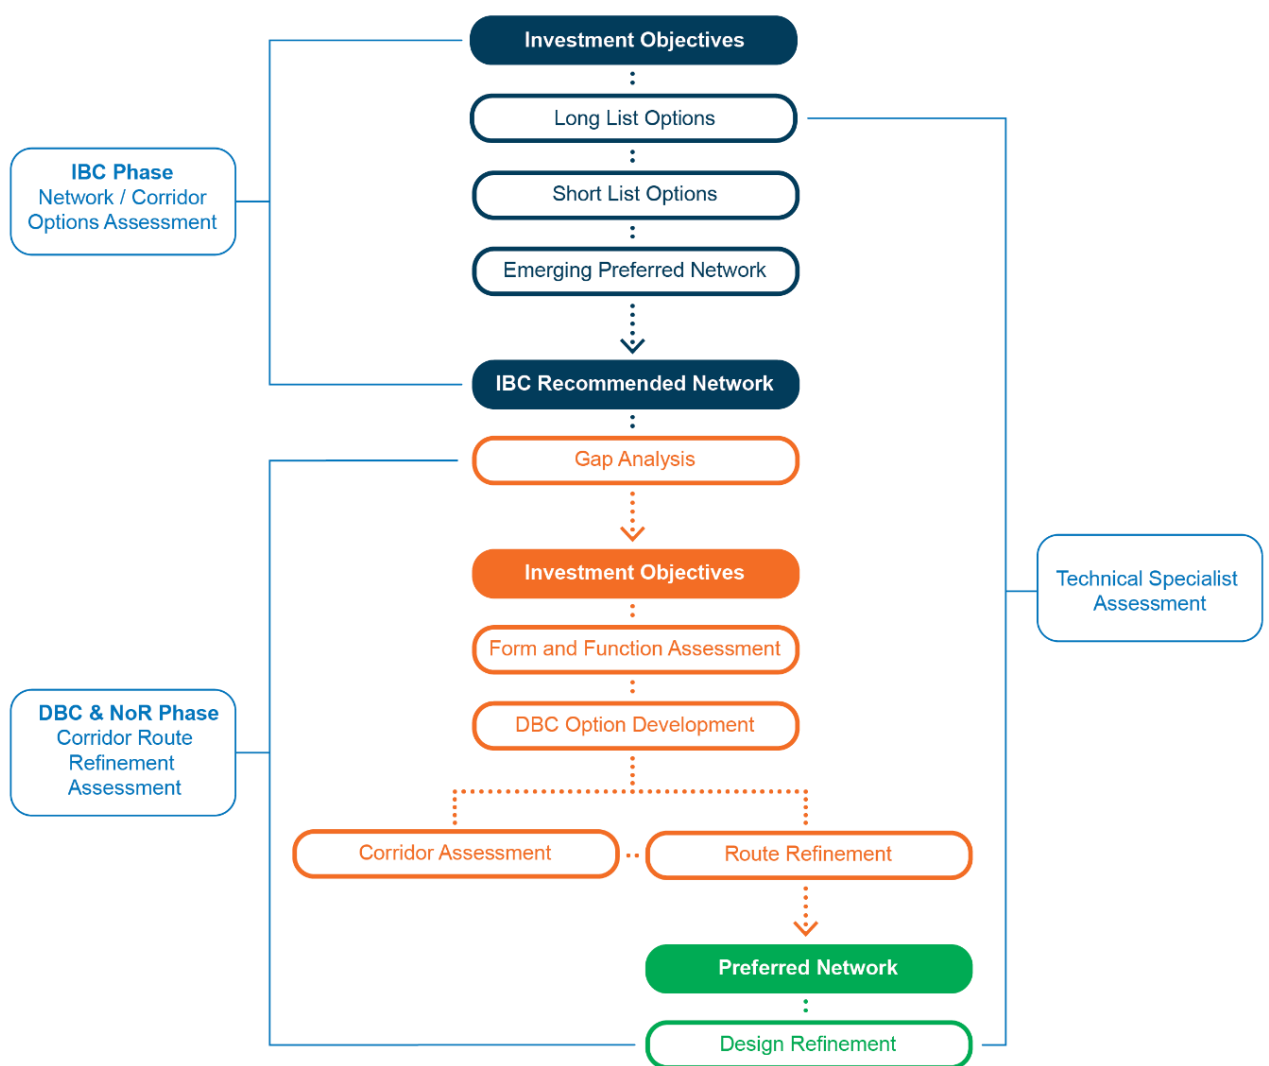 Investment Objectives
Long List Options
IBC Phase
Network / Corridor
Options Assessment
Short List Options
Emerging Preferred Network
IBC Recommended Network
Gap Analysis
Investment Objectives
Technical Specialist
Assessment
Form and Function Assessment
DBC & NoR Phase
Corridor Route
Refinement
Assessment
DBC Option Development
Corridor Assessment
Route Refinement
Preferred Network
Design Refinement